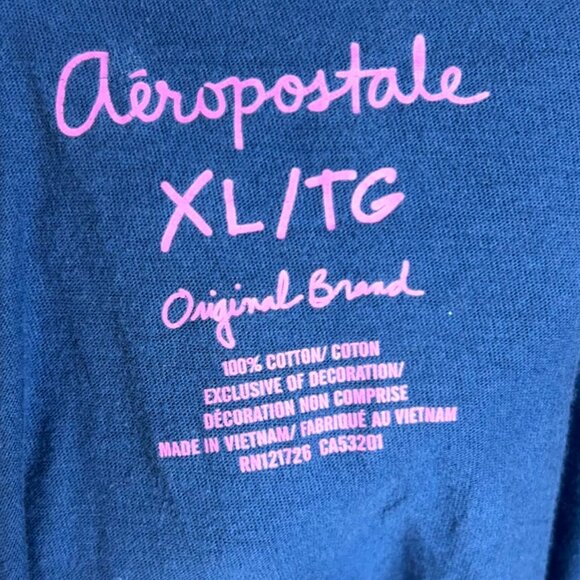 aéropostale
XL/TG
Original Brand
100% COTTON/ COTON
EXCLUSIVE OF DECORATION/
DÉCORATION NON COMPRISE
MADE IN VIETNAM/ FABRIQUÉ AU VIETNAM
RN121726 CA53201